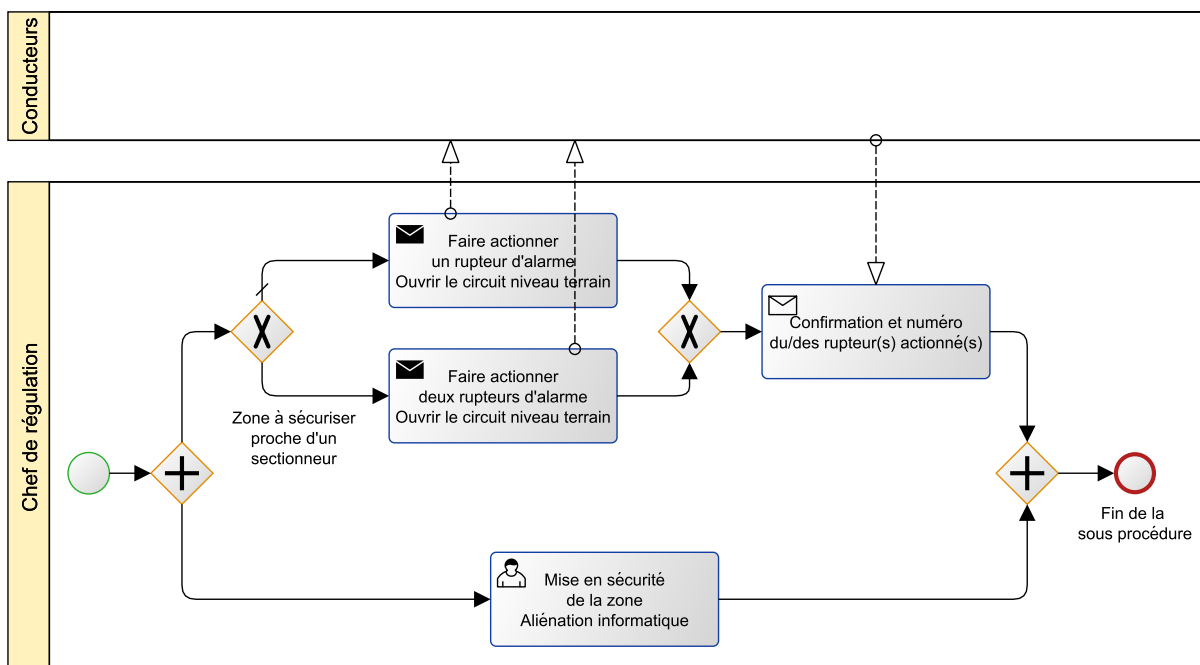 Conducteurs
Chef de régulation
Faire actionner
un rupteur d'alarme
Ouvrir le circuit niveau terrain
Faire actionner
deux rupteurs d'alarme
Ouvrir le circuit niveau terrain
Zone à sécuriser
proche d'un
sectionneur
Confirmation et numéro
du/des rupteur(s) actionné(s)
Mise en sécurité
de la zone
Aliénation informatique
Fin de la
sous procédure